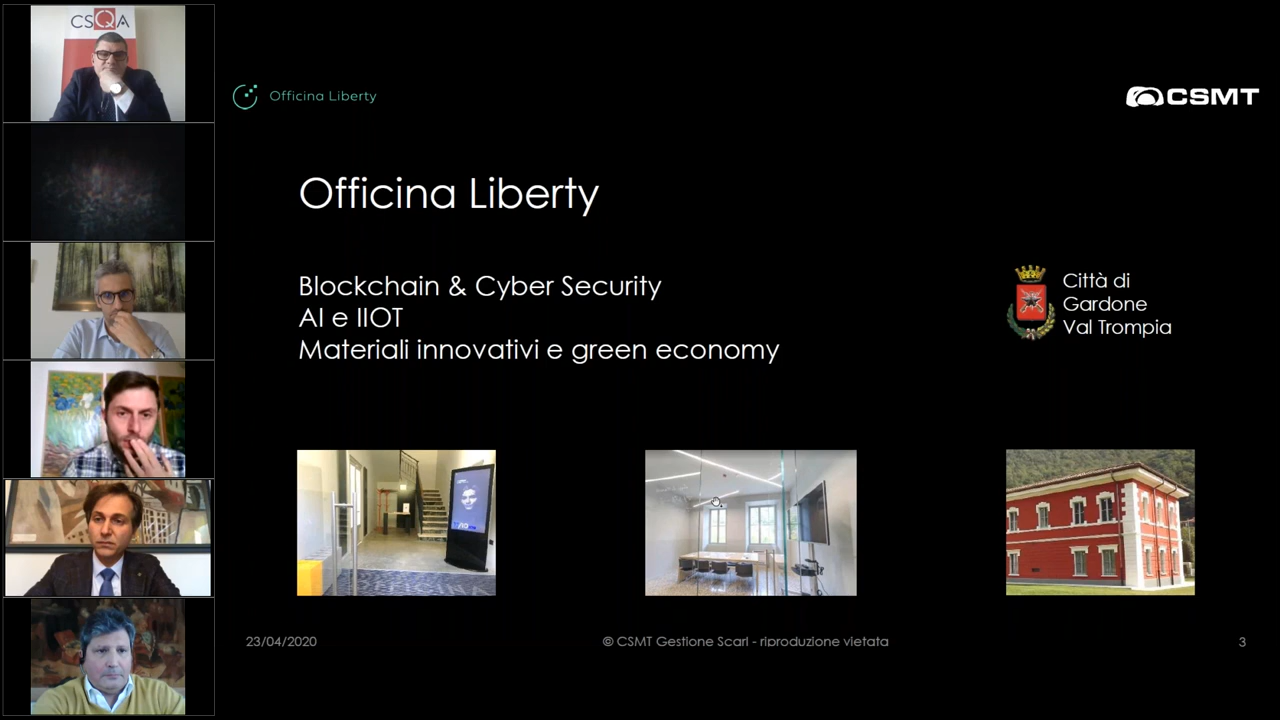 CSQA
Officina Liberty
CSMT
Officina Liberty
Blockchain & Cyber Security
AI e IIOT
Materiali innovativi e green economy
Città di
Gardone
Val Trompia
23/04/2020
© CSMT Gestione Scarl - riproduzione vietata
3